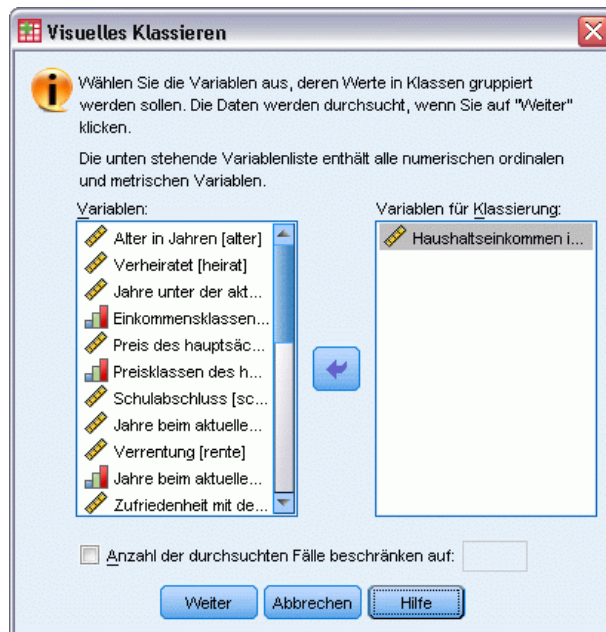 Visuelles Klassieren
Wählen Sie die Variablen aus, deren Werte in Klassen gruppiert
werden sollen. Die Daten werden durchsucht, wenn Sie auf "Weiter"
klicken.
Die unten stehende Variablenliste enthält alle numerischen ordinalen
und metrischen Variablen.
Variablen:
Alter in Jahren [alter]
Verheiratet [heirat]
Jahre unter der akt...
Einkommensklassen...
Preis des hauptsäc...
Preisklassen des h...
Schulabschluss [sc...
Jahre beim aktuelle...
Verrentung [rente]
Jahre beim aktuelle...
Zufriedenheit mit de...
Variablen für Klassierung:
Haushaltseinkommen i...
Anzahl der durchsuchten Fälle beschränken auf:
Weiter
Abbrechen
Hilfe